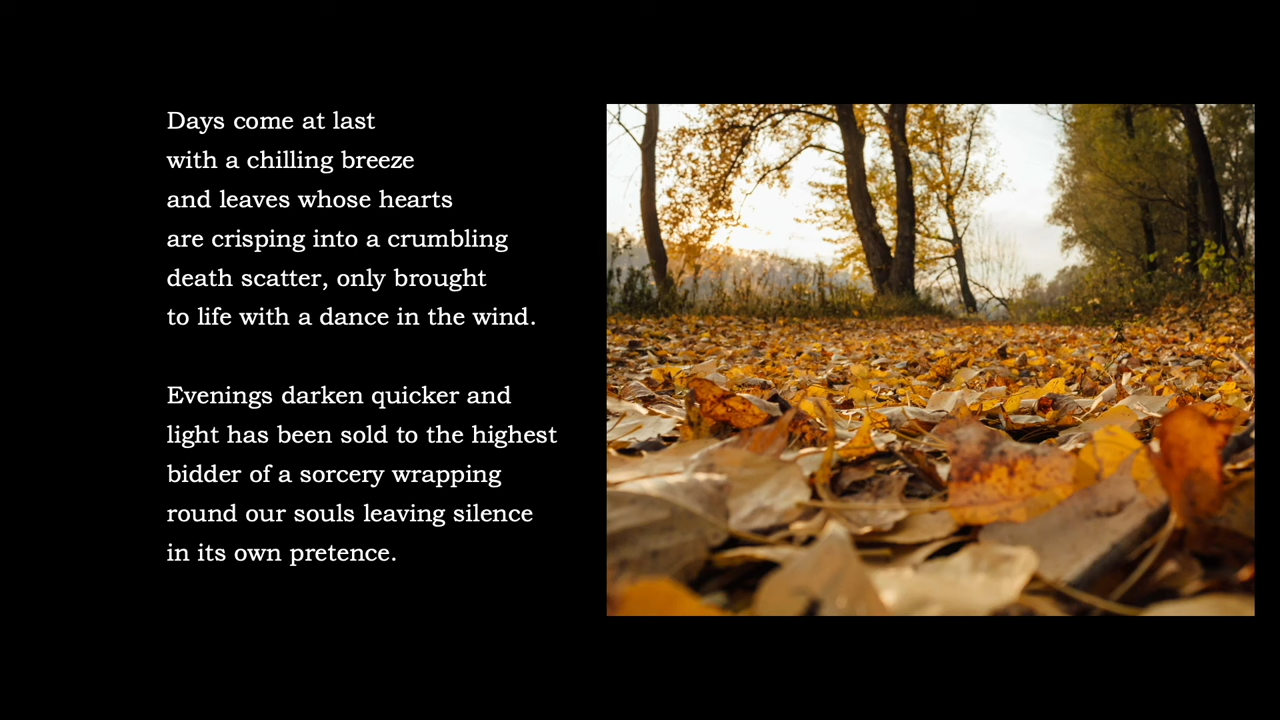 Days come at last
with a chilling breeze
and leaves whose hearts
are crisping into a crumbling
death scatter, only brought
to life with a dance in the wind.
Evenings darken quicker and
light has been sold to the highest
bidder of a sorcery wrapping
round our souls leaving silence
in its own pretence.